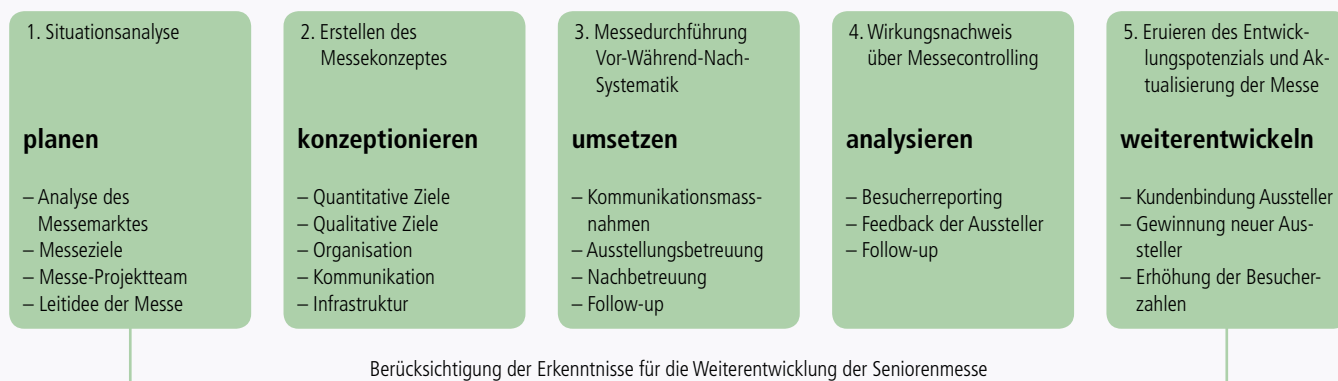 1. Situationsanalyse
planen
– Analyse des
Messemarktes
– Messeziele
– Messe-Projektteam
– Leitidee der Messe
2. Erstellen des
Messekonzeptes
konzeptionieren
– Quantitative Ziele
– Qualitative Ziele
– Organisation
– Kommunikation
– Infrastruktur
3. Messedurchführung
Vor-Während-Nach-
Systematik
umsetzen
– Kommunikationsmass-
nahmen
– Ausstellungsbetreuung
– Nachbetreuung
– Follow-up
4. Wirkungsnachweis
über Messecontrolling
analysieren
– Besucherreporting
– Feedback der Aussteller
– Follow-up
5. Eruieren des Entwick-
lungspotenzials und Ak-
tualisierung der Messe
weiterentwickeln
– Kundenbindung Aussteller
– Gewinnung neuer Aus-
steller
– Erhöhung der Besucher-
zahlen
Berücksichtigung der Erkenntnisse für die Weiterentwicklung der Seniorenmesse